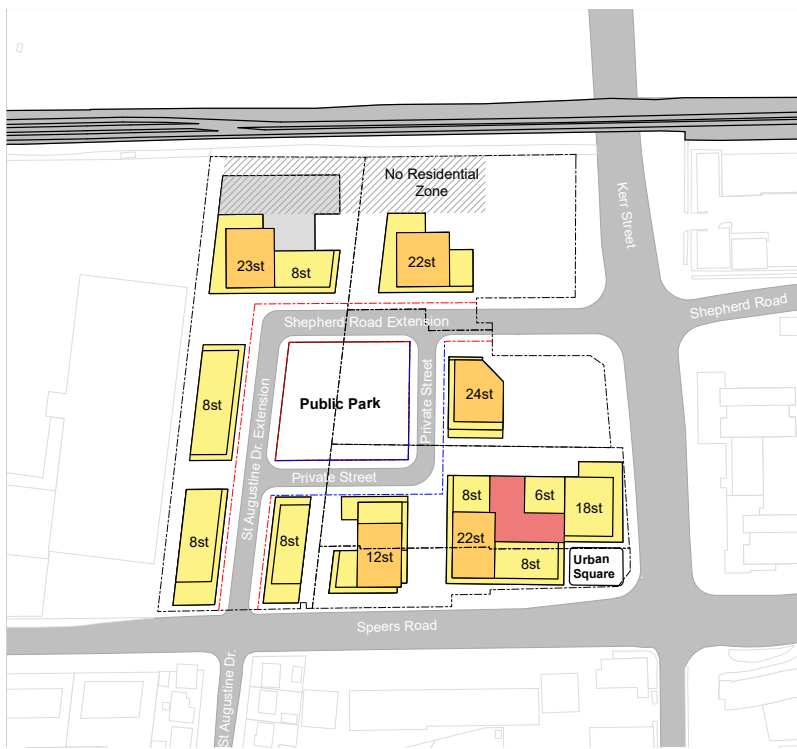 No Residential
Zone
Kerr Street
23st
8st
22st
Shepherd Road
Shepherd Road Extension
8st
Public Park
Private Street
24st
St Augustine Dr. Extension
Private Street
8st
8st
12st
8st
6st
18st
22st
8st
Urban
Square
Speers Road
St Augustine Dr.